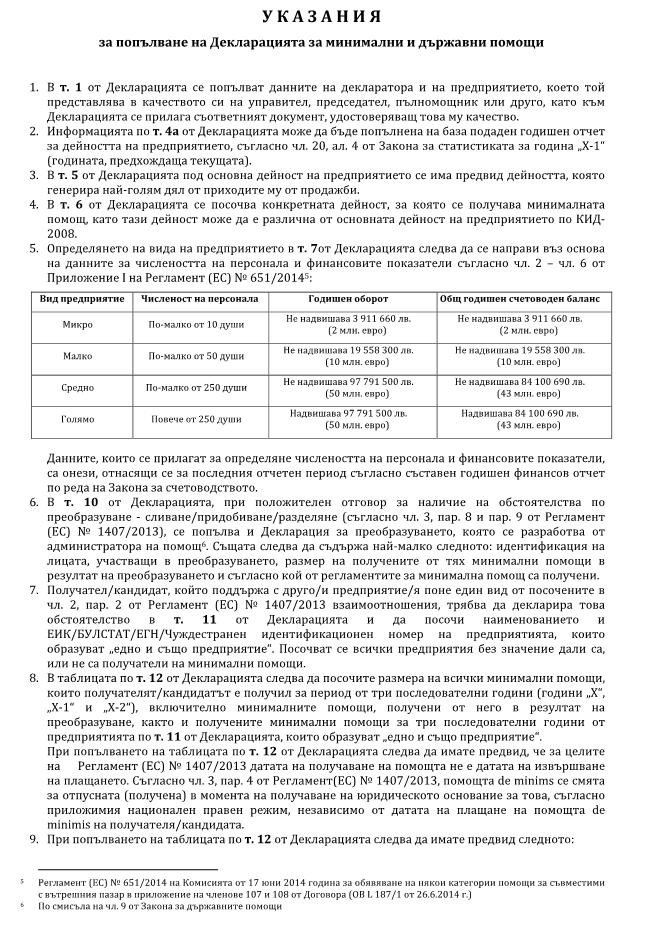 УКАЗАНИЯ
за попълване на Декларацията за минимални и държавни помощи
1. В т. 1 от Декларацията се попълват данните на декларатора и на предприятието, което той
представлява в качеството си на управител, председател, пълномощник или друго, като към
Декларацията се прилага съответният документ, удостоверяващ това му качество.
2. Информацията по т. 4а от Декларацията може да бъде попълнена на база подаден годишен отчет
за дейността на предприятието, съгласно чл. 20, ал. 4 от Закона за статистиката за година „X-1“
(годината, предхождаща текущата).
3. В т. 5 от Декларацията под основна дейност на предприятието се има предвид дейността, която
генерира най-голям дял от приходите му от продажби.
4. В т. 6 от Декларацията се посочва конкретната дейност, за която се получава минималната
помощ, като тази дейност може да е различна от основната дейност на предприятието по КИД-
2008.
5. Определянето на вида на предприятието в т. 7от Декларацията следва да се направи въз основа
на данните за числеността на персонала и финансовите показатели съгласно чл. 2 – чл. 6 от
Приложение I на Регламент (ЕС) № 651/2014⁵:
Вид предприятие Численост на персонала Годишен оборот Общ годишен счетоводен баланс
Микро По-малко от 10 души Не надвишава 3 911 660 лв. (2 млн. евро) Не надвишава 3 911 660 лв. (2 млн. евро)
Малко По-малко от 50 души Не надвишава 19 558 300 лв. (10 млн. евро) Не надвишава 19 558 300 лв. (10 млн. евро)
Средно По-малко от 250 души Не надвишава 97 791 500 лв. (50 млн. евро) Не надвишава 84 100 690 лв. (43 млн. евро)
Голямо Повече от 250 души Надвишава 97 791 500 лв. (50 млн. евро) Надвишава 84 100 690 лв. (43 млн. евро)
Данните, които се прилагат за определяне числеността на персонала и финансовите показатели,
са онези, отнасящи се за последния отчетен период съгласно съставен годишен финансов отчет
по реда на Закона за счетоводството.
6. В т. 10 от Декларацията, при положителен отговор за наличие на обстоятелства по
преобразуване - сливане/придобиване/разделяне (съгласно чл. 3, пар. 8 и пар. 9 от Регламент
(ЕС) № 1407/2013), се попълва и Декларация за преобразуването, която се разработва от
администратора на помощ⁶. Същата следва да съдържа най-малко следното: идентификация на
лицата, участващи в преобразуването, размер на получените от тях минимални помощи в
резултат на преобразуването и съгласно кой от регламентите за минимална помощ са получени.
7. Получател/кандидат, който поддържа с друго/и предприятие/я поне един вид от посочените в
чл. 2, пар. 2 от Регламент (ЕС) № 1407/2013 взаимоотношения, трябва да декларира това
обстоятелство в т. 11 от Декларацията и да посочи наименованието и
ЕИК/БУЛСТАТ/ЕГН/Чуждестранен идентификационен номер на предприятията, които
образуват „едно и също предприятие“. Посочват се всички предприятия без значение дали са,
или не са получатели на минимални помощи.
8. В таблицата по т. 12 от Декларацията следва да посочите размера на всички минимални помощи,
които получателят/кандидатът е получил за период от три последователни години (години „X“,
„X-1“ и „X-2“), включително минималните помощи, получени от него в резултат на
преобразуване, както и получените минимални помощи за три последователни години от
предприятията по т. 11 от Декларацията, които образуват „едно и също предприятие“.
При попълването на таблицата по т. 12 от Декларацията следва да имате предвид, че за целите
на Регламент (ЕС) № 1407/2013 датата на получаване на помощта не е датата на извършване
на плащането. Съгласно чл. 3, пар. 4 от Регламент(ЕС) № 1407/2013, помощта de minims се смята
за отпусната (получена) в момента на получаване на юридическото основание за това, съгласно
приложимия национален правен режим, независимо от датата на плащане на помощта de
minimis на получателя/кандидата.
9. При попълването на таблицата по т. 12 от Декларацията следва да имате предвид следното:
⁵ Регламент (ЕС) № 651/2014 на Комисията от 17 юни 2014 година за обявяване на някои категории помощи за съвместими
с вътрешния пазар в приложение на членове 107 и 108 от Договора (OB L 187/1 от 26.6.2014 г.)
⁶ По смисъла на чл. 9 от Закона за държавните помощи